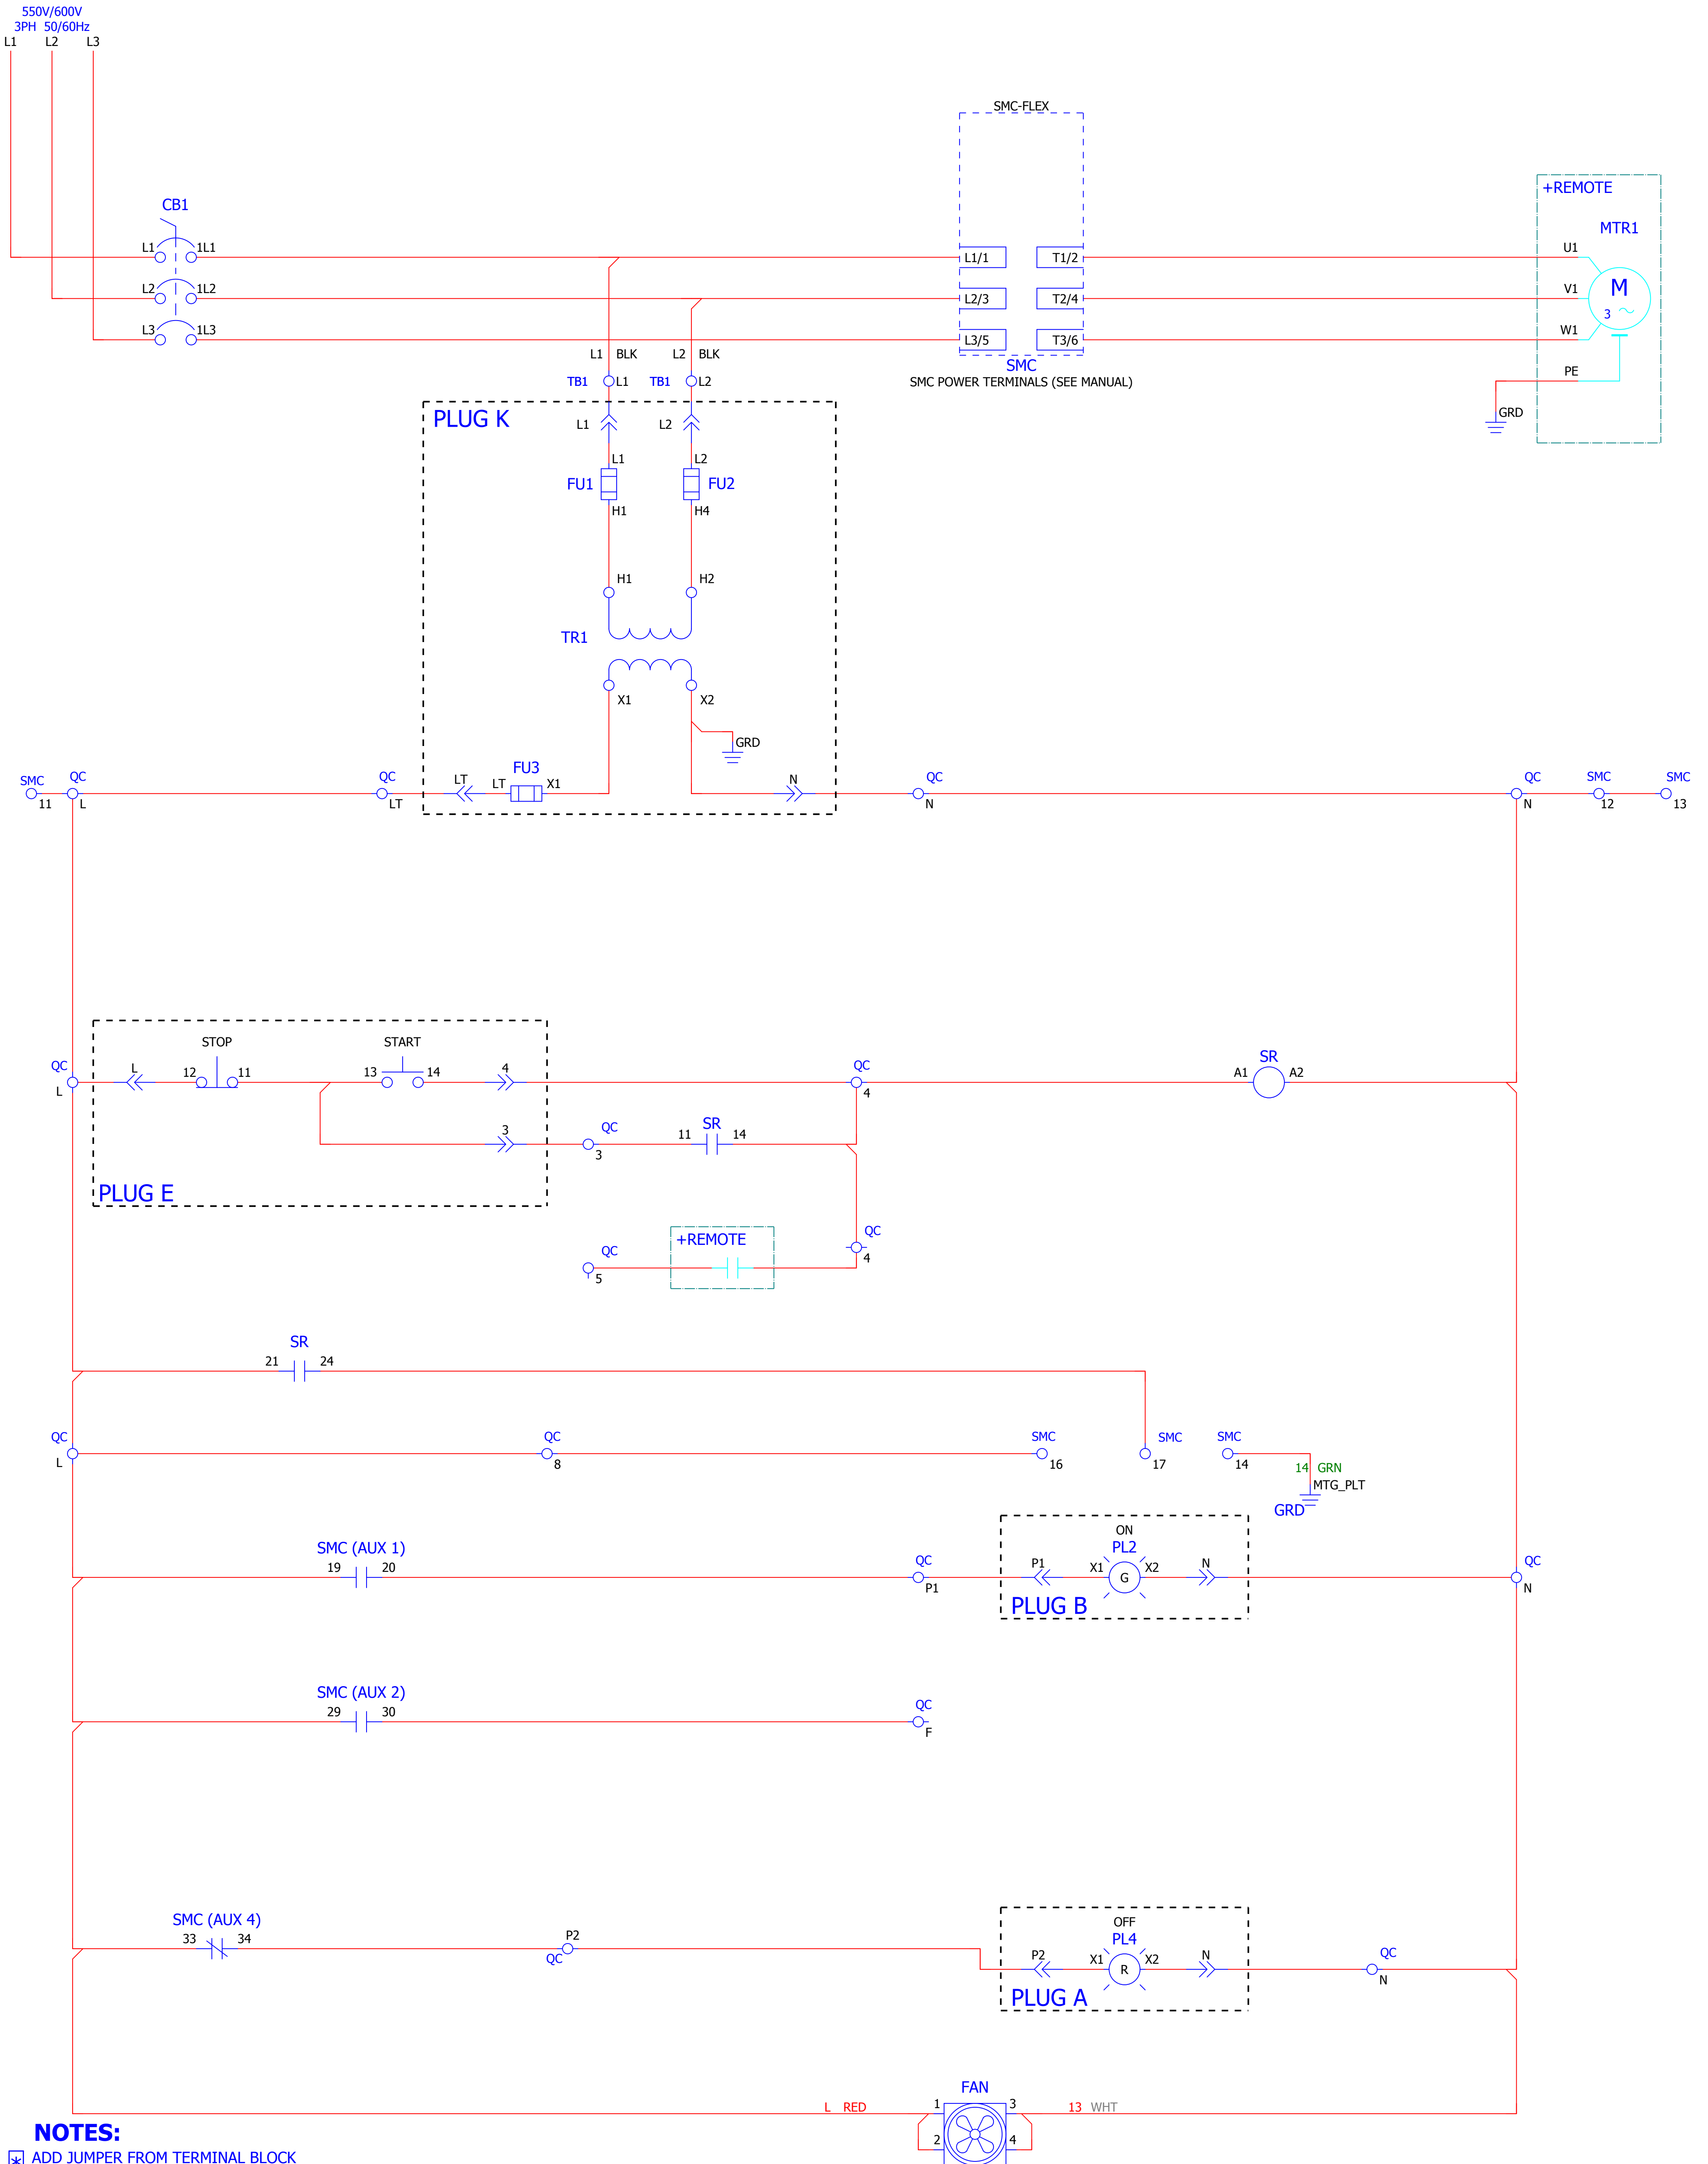 550V/600V
3PH 50/60Hz
L1 L2 L3
SMC-FLEX
+REMOTE
CB1
MTR1
L1 1L1
L1/1 T1/2
U1
L2 1L2
L2/3 T2/4
V1
M
3
L3 1L3
L3/5 T3/6
W1
L1 BLK L2 BLK
SMC
SMC POWER TERMINALS (SEE MANUAL)
PE
TB1 L1 TB1 L2
GRD
PLUG K
L1 L2
L1 L2
FU1 FU2
H1 H4
H1 H2
TR1
X1 X2
GRD
SMC QC QC LT LT FU3 X1 N QC QC SMC SMC
11 L LT N N 12 13
STOP START
QC L 12 11 13 14 4 QC A1 SR A2
L 4
3 QC 11 SR 14
3
PLUG E
+REMOTE
QC QC
5 4
SR
21 24
QC QC SMC SMC SMC
L 8 16 17 14
14 GRN
MTG_PLT
GRD
ON
SMC (AUX 1) PL2
19 20 QC P1 X1 G X2 N QC
P1 N
PLUG B
SMC (AUX 2)
29 30 QC
F
OFF
SMC (AUX 4) PL4
33 34 P2
QC
P2 X1 R X2 N QC
N
PLUG A
FAN
L RED 1 3 13 WHT
2 4
NOTES:
* ADD JUMPER FROM TERMINAL BLOCK